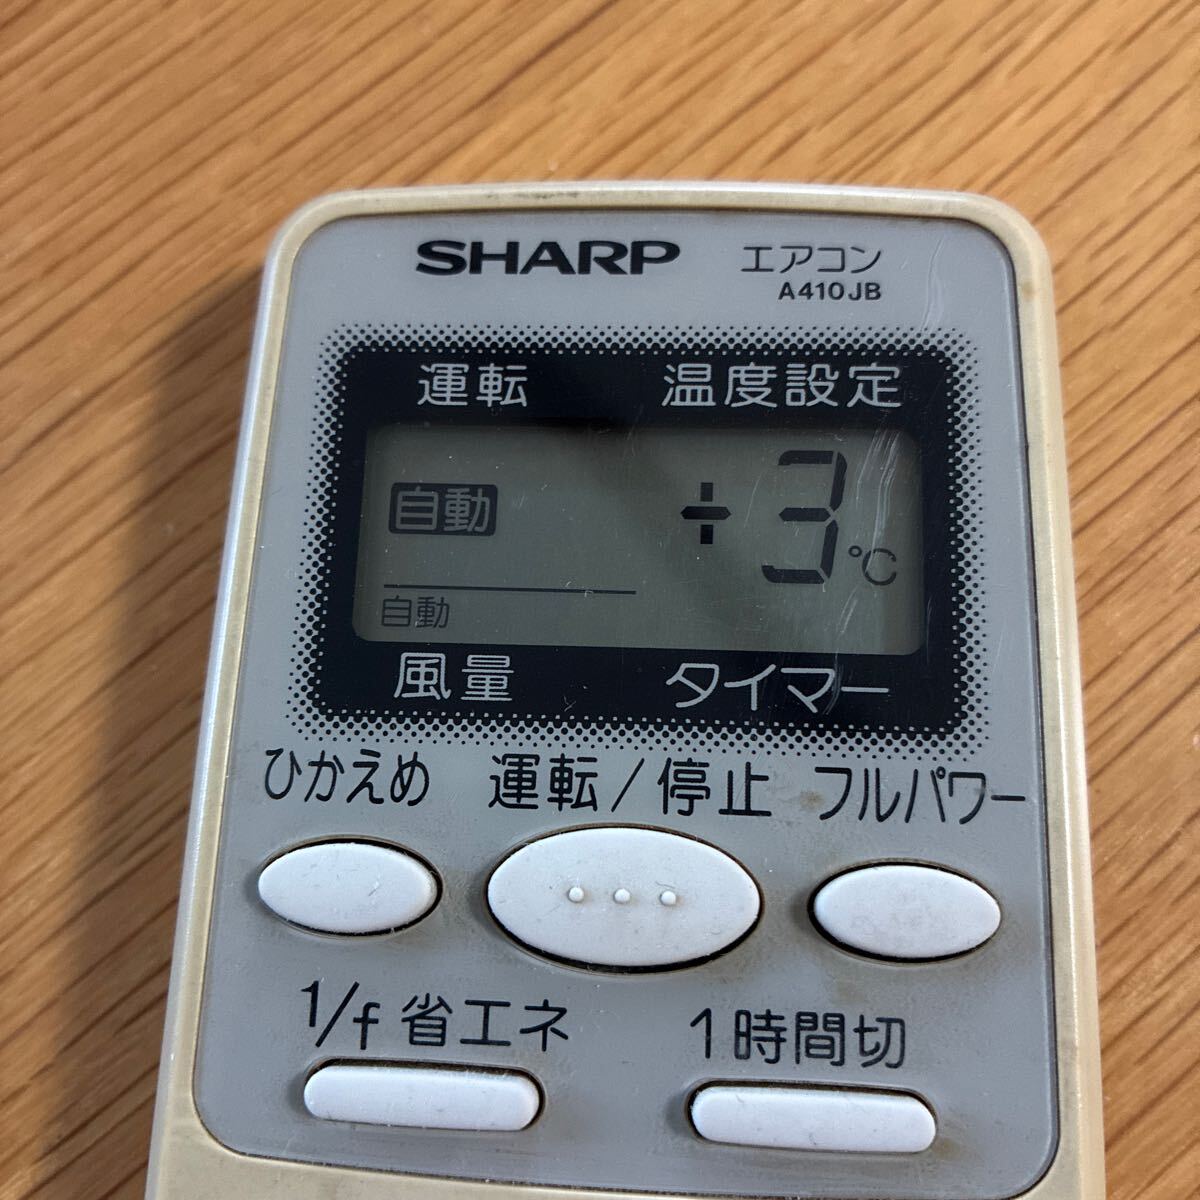 SHARP エアコン
A410JB
運転 温度設定
自動 +3℃
自動
風量 タイマー
ひかえめ 運転/停止 フルパワー
1/f 省エネ 1時間切